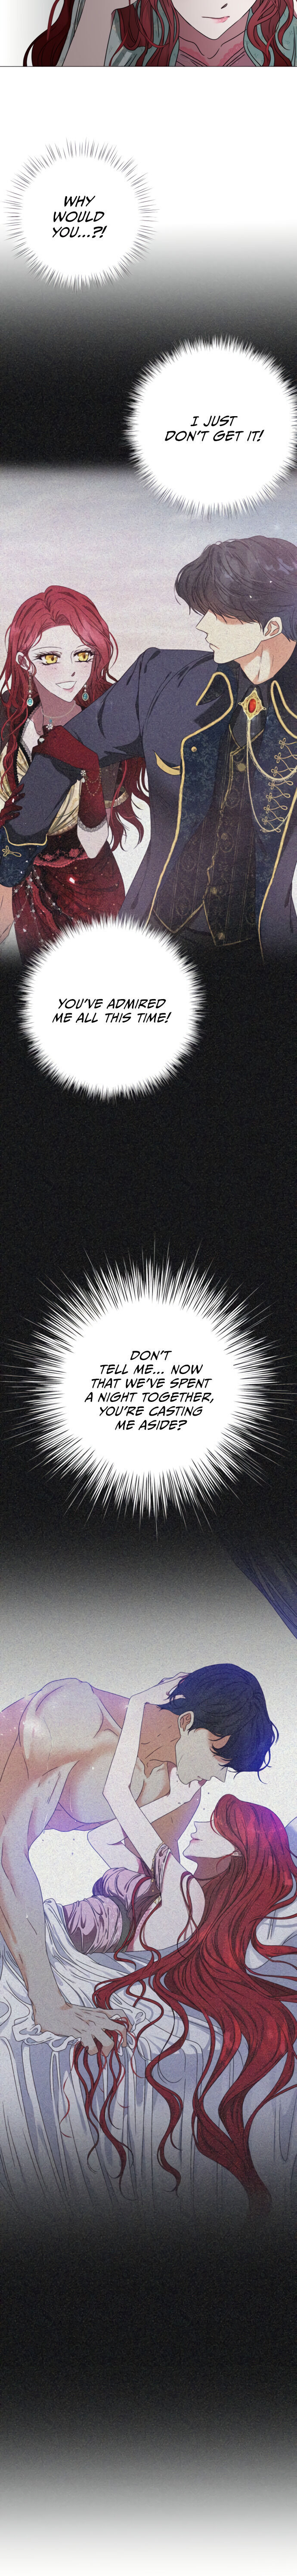 WHY
WOULD
YOU...?!
I JUST
DON'T GET IT!
YOU'VE ADMIRED
ME ALL THIS TIME!
DON'T
TELL ME... NOW
THAT WE'VE SPENT
A NIGHT TOGETHER,
YOU'RE CASTING
ME ASIDE?